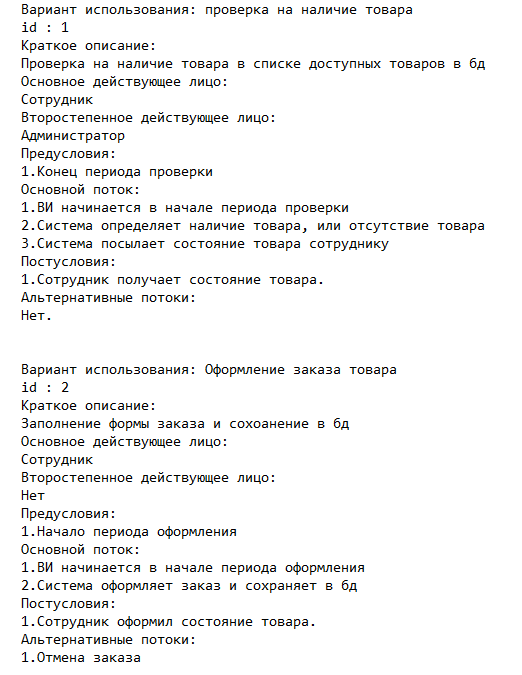 Вариант использования: проверка на наличие товара
id : 1
Краткое описание:
Проверка на наличие товара в списке доступных товаров в бд
Основное действующее лицо:
Сотрудник
Второстепенное действующее лицо:
Администратор
Предусловия:
1.Конец периода проверки
Основной поток:
1.ВИ начинается в начале периода проверки
2.Система определяет наличие товара, или отсутствие товара
3.Система посылает состояние товара сотруднику
Постусловия:
1.Сотрудник получает состояние товара.
Альтернативные потоки:
Нет.
Вариант использования: Оформление заказа товара
id : 2
Краткое описание:
Заполнение формы заказа и сохоанение в бд
Основное действующее лицо:
Сотрудник
Второстепенное действующее лицо:
Нет
Предусловия:
1.Начало периода оформления
Основной поток:
1.ВИ начинается в начале периода оформления
2.Система оформляет заказ и сохраняет в бд
Постусловия:
1.Сотрудник оформил состояние товара.
Альтернативные потоки:
1.Отмена заказа